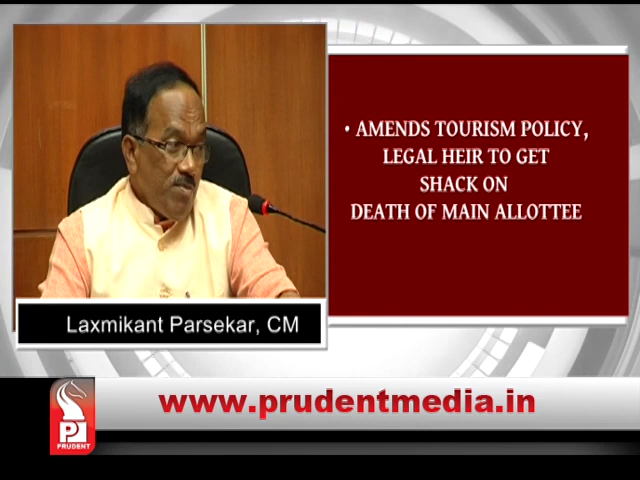 • AMENDS TOURISM POLICY,
LEGAL HEIR TO GET
SHACK ON
DEATH OF MAIN ALLOTTEE
Laxmikant Parsekar, CM
www.prudentmedia.in
P
PRUDENT